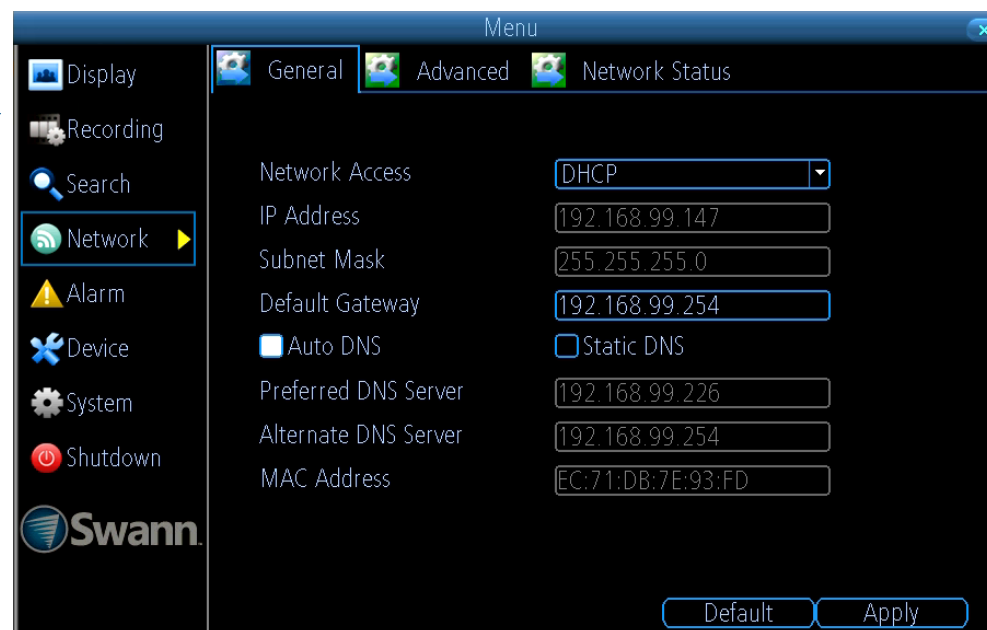 Menu
Display
Recording
Search
Network
Alarm
Device
System
Shutdown
Swann
General
Advanced
Network Status
Network Access DHCP
IP Address 192.168.99.147
Subnet Mask 255.255.255.0
Default Gateway 192.168.99.254
Auto DNS Static DNS
Preferred DNS Server 192.168.99.226
Alternate DNS Server 192.168.99.254
MAC Address EC:71:DB:7E:93:FD
Default Apply